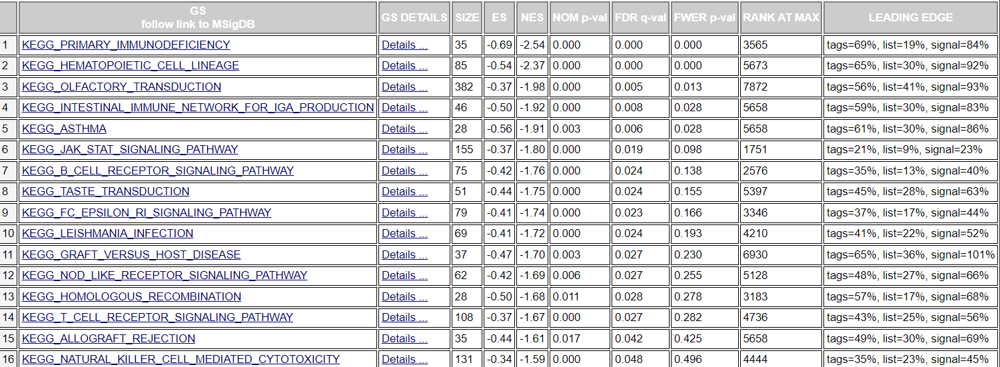 GS
follow link to MSigDB GS DETAILS SIZE ES NES NOM p-val FDR q-val FWER p-val RANK AT MAX LEADING EDGE
1 KEGG_PRIMARY_IMMUNODEFICIENCY Details ... 35 -0.69 -2.54 0.000 0.000 0.000 3565 tags=69%, list=19%, signal=84%
2 KEGG_HEMATOPOIETIC_CELL_LINEAGE Details ... 85 -0.54 -2.37 0.000 0.000 0.000 5673 tags=65%, list=30%, signal=92%
3 KEGG_OLFACTORY_TRANSDUCTION Details ... 382 -0.37 -1.98 0.000 0.005 0.013 7872 tags=56%, list=41%, signal=93%
4 KEGG_INTESTINAL_IMMUNE_NETWORK_FOR_IGA_PRODUCTION Details ... 46 -0.50 -1.92 0.000 0.008 0.028 5658 tags=59%, list=30%, signal=83%
5 KEGG_ASTHMA Details ... 28 -0.56 -1.91 0.003 0.006 0.028 5658 tags=61%, list=30%, signal=86%
6 KEGG_JAK_STAT_SIGNALING_PATHWAY Details ... 155 -0.37 -1.80 0.000 0.019 0.098 1751 tags=21%, list=9%, signal=23%
7 KEGG_B_CELL_RECEPTOR_SIGNALING_PATHWAY Details ... 75 -0.42 -1.76 0.000 0.024 0.138 2576 tags=35%, list=13%, signal=40%
8 KEGG_TASTE_TRANSDUCTION Details ... 51 -0.44 -1.75 0.000 0.024 0.155 5397 tags=45%, list=28%, signal=63%
9 KEGG_FC_EPSILON_RI_SIGNALING_PATHWAY Details ... 79 -0.41 -1.74 0.000 0.023 0.166 3346 tags=37%, list=17%, signal=44%
10 KEGG_LEISHMANIA_INFECTION Details ... 69 -0.41 -1.72 0.000 0.024 0.193 4210 tags=41%, list=22%, signal=52%
11 KEGG_GRAFT_VERSUS_HOST_DISEASE Details ... 37 -0.47 -1.70 0.003 0.027 0.230 6930 tags=65%, list=36%, signal=101%
12 KEGG_NOD_LIKE_RECEPTOR_SIGNALING_PATHWAY Details ... 62 -0.42 -1.69 0.006 0.027 0.255 5128 tags=48%, list=27%, signal=66%
13 KEGG_HOMOLOGOUS_RECOMBINATION Details ... 28 -0.50 -1.68 0.011 0.028 0.278 3183 tags=57%, list=17%, signal=68%
14 KEGG_T_CELL_RECEPTOR_SIGNALING_PATHWAY Details ... 108 -0.37 -1.67 0.000 0.027 0.282 4736 tags=43%, list=25%, signal=56%
15 KEGG_ALLOGRAFT_REJECTION Details ... 35 -0.44 -1.61 0.017 0.042 0.425 5658 tags=49%, list=30%, signal=69%
16 KEGG_NATURAL_KILLER_CELL_MEDIATED_CYTOTOXICITY Details ... 131 -0.34 -1.59 0.000 0.048 0.496 4444 tags=35%, list=23%, signal=45%